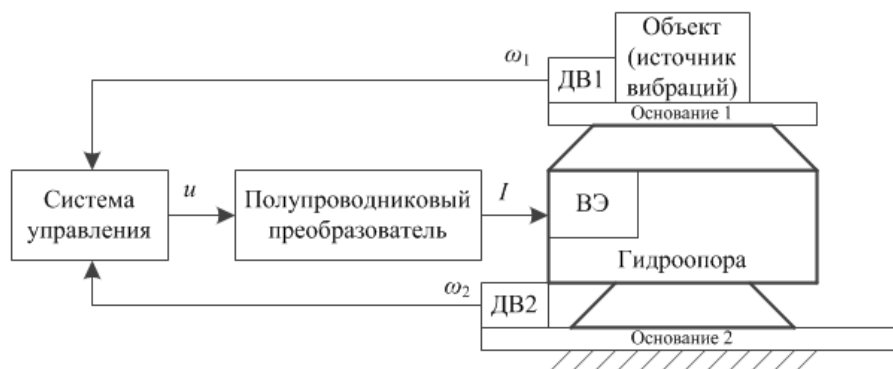 Объект
(источник
вибраций)
ω1
ДВ1
Основание 1
Система
управления
u
Полупроводниковый
преобразователь
I
ВЭ
Гидроопора
ω2
ДВ2
Основание 2